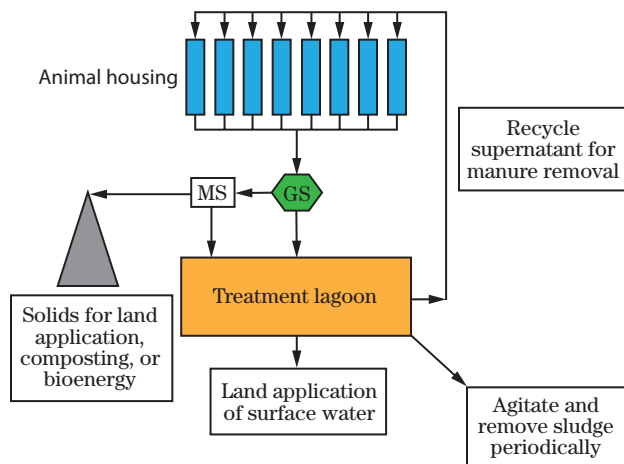 Animal housing
Recycle
supernatant for
manure removal
MS
GS
Treatment lagoon
Solids for land
application,
composting, or
bioenergy
Land application
of surface water
Agitate and
remove sludge
periodically